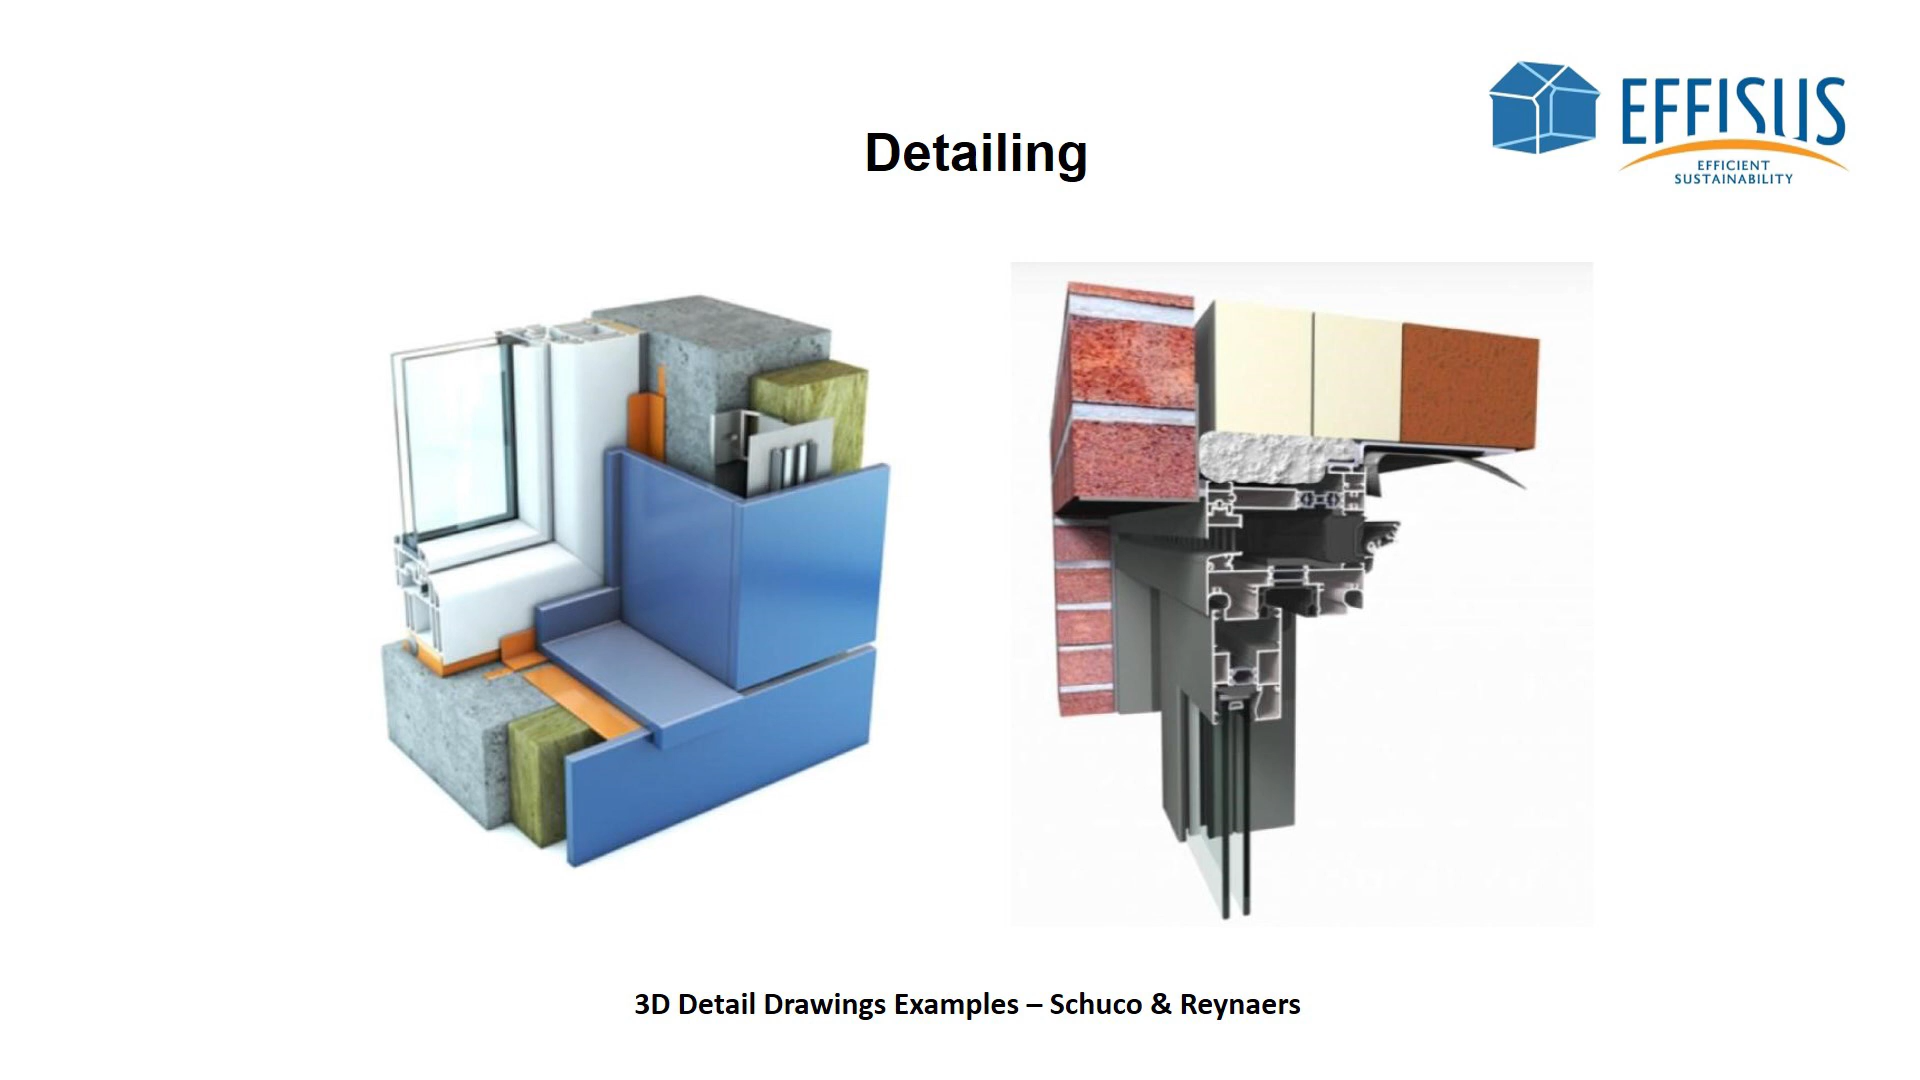 Detailing
EFFISUS
EFFICIENT
SUSTAINABILITY
3D Detail Drawings Examples – Schuco & Reynaers